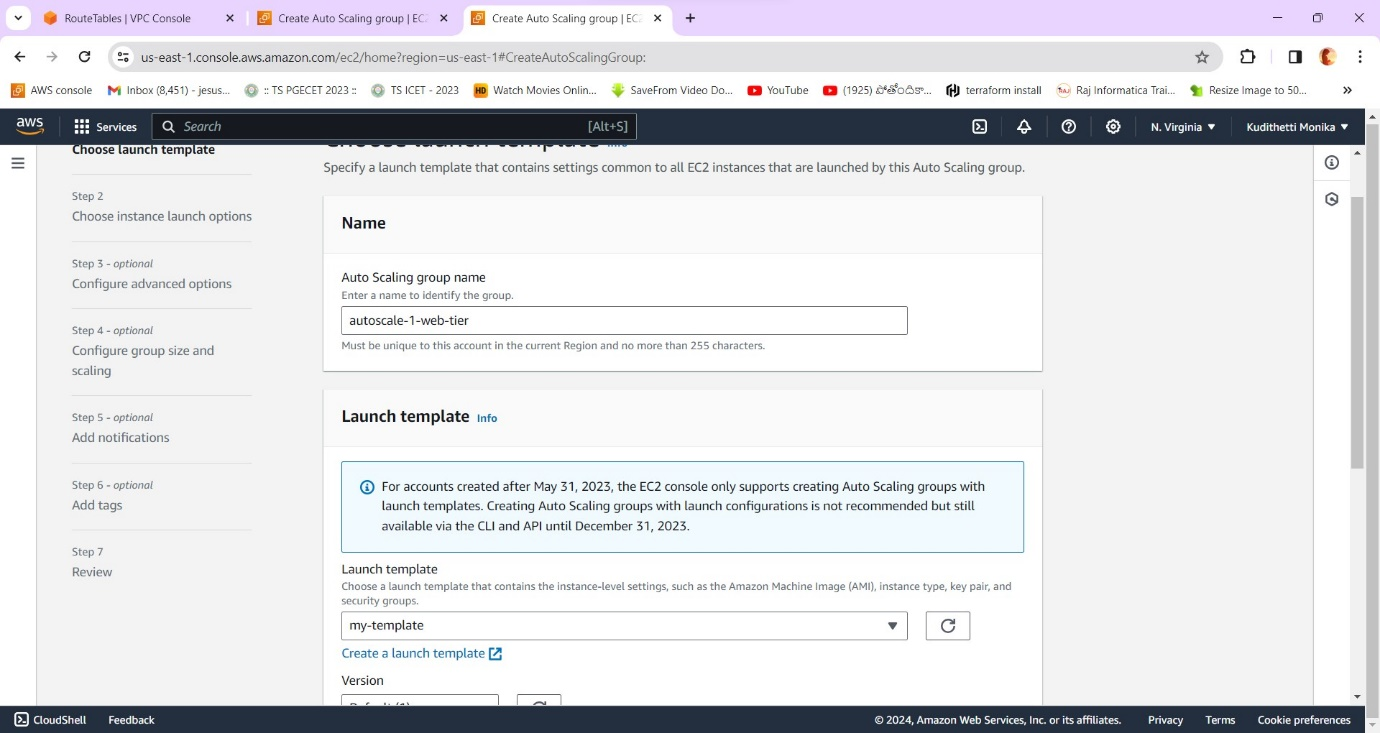 RouteTables | VPC Console
Create Auto Scaling group | EC
Create Auto Scaling group | EC
us-east-1.console.aws.amazon.com/ec2/home?region=us-east-1#CreateAutoScalingGroup:
AWS console
Inbox (8,451) - jesus...
:: TS PGECET 2023 ::
TS ICET - 2023
HD Watch Movies Onlin...
SaveFrom Video Do...
YouTube
terraform install
Raj Informatica Trai...
Resize Image to 50...
»
aws
Services
Search
[Alt+S]
N. Virginia
Kudithetti Monika
Choose launch template
Step 2
Choose instance launch options
Step 3 - optional
Configure advanced options
Step 4 - optional
Configure group size and
scaling
Step 5 - optional
Add notifications
Step 6 - optional
Add tags
Step 7
Review
Choose launch template Info
Specify a launch template that contains settings common to all EC2 instances that are launched by this Auto Scaling group.
Name
Auto Scaling group name
Enter a name to identify the group.
autoscale-1-web-tier
Must be unique to this account in the current Region and no more than 255 characters.
Launch template Info
For accounts created after May 31, 2023, the EC2 console only supports creating Auto Scaling groups with
launch templates. Creating Auto Scaling groups with launch configurations is not recommended but still
available via the CLI and API until December 31, 2023.
Launch template
Choose a launch template that contains the instance-level settings, such as the Amazon Machine Image (AMI), instance type, key pair, and
security groups.
my-template
Create a launch template
Version
Default (1)
CloudShell
Feedback
© 2024, Amazon Web Services, Inc. or its affiliates.
Privacy
Terms
Cookie preferences